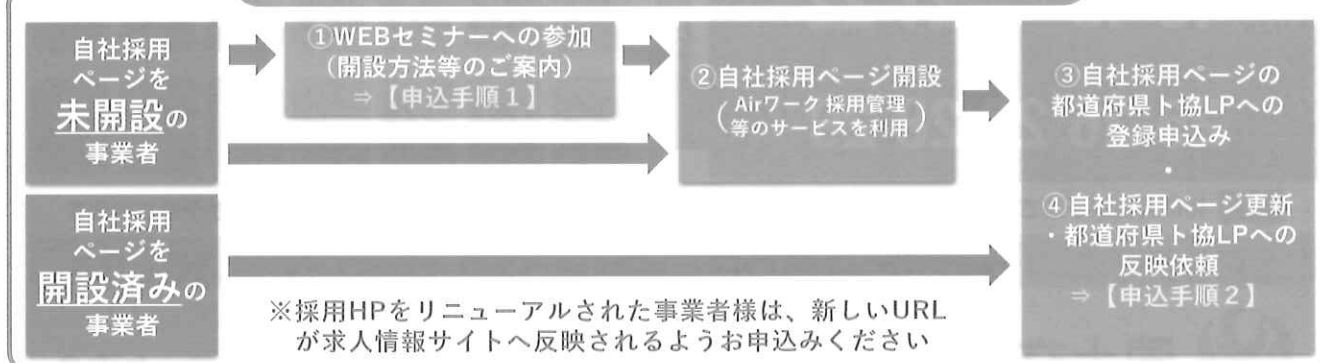 自社採用
ページを
未開設の
事業者
①WEBセミナーへの参加
(開設方法等のご案内)
⇒【申込手順1】
②自社採用ページ開設
(Airワーク 採用管理
等のサービスを利用)
③自社採用ページの
都道府県ト協LPへの
登録申込み
・
④自社採用ページ更新
・都道府県ト協LPへの
反映依頼
⇒【申込手順2】
自社採用
ページを
開設済みの
事業者
※採用HPをリニューアルされた事業者様は、新しいURL
が求人情報サイトへ反映されるようお申込みください